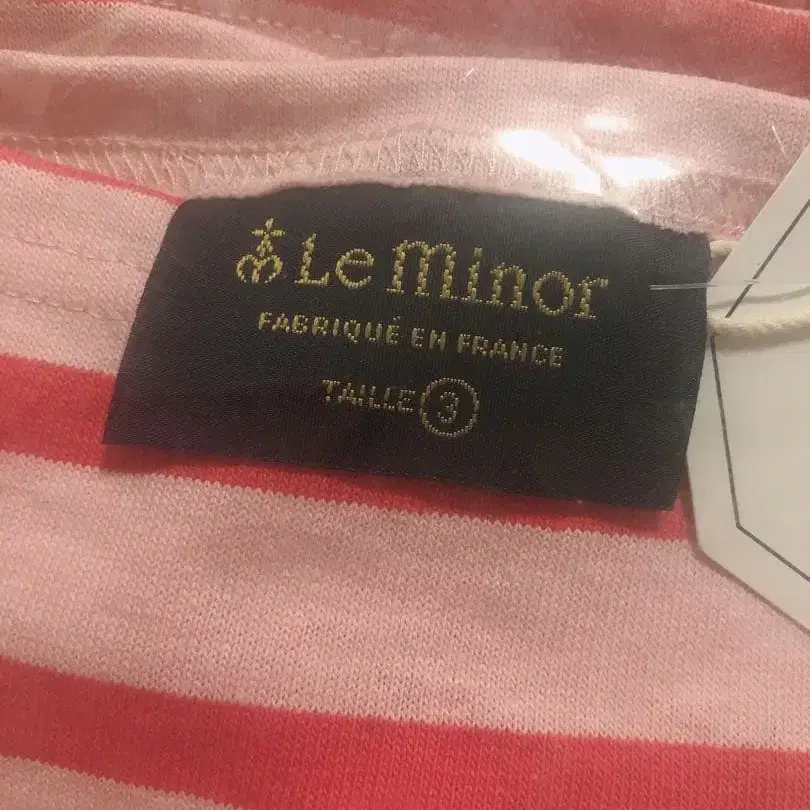 Le Minor
FABRIQUÉ EN FRANCE
TAILLE 3